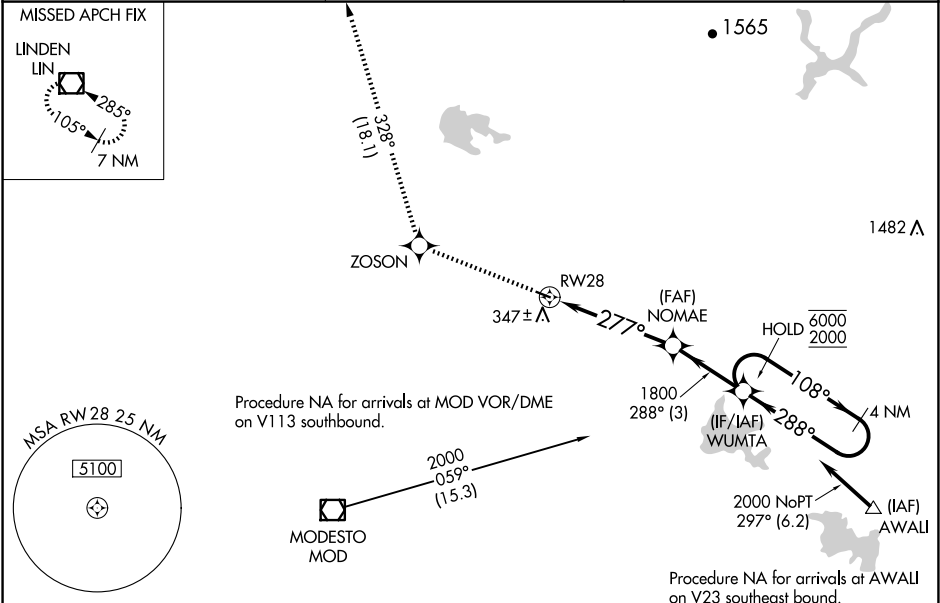 MISSED APCH FIX
LINDEN
LIN
285°
105°
7 NM
328°
(18.1)
1565
1482
ZOSON
RW28
347±
277°
(FAF)
NOMAE
HOLD
6000
2000
108°
4 NM
288°
1800
288° (3)
(IF/IAF)
WUMTA
Procedure NA for arrivals at MOD VOR/DME
on V113 southbound.
MSA RW 28 25 NM
5100
2000
059°
(15.3)
MODESTO
MOD
2000 NoPT
297° (6.2)
(IAF)
AWALI
Procedure NA for arrivals at AWALI
on V23 southeast bound.